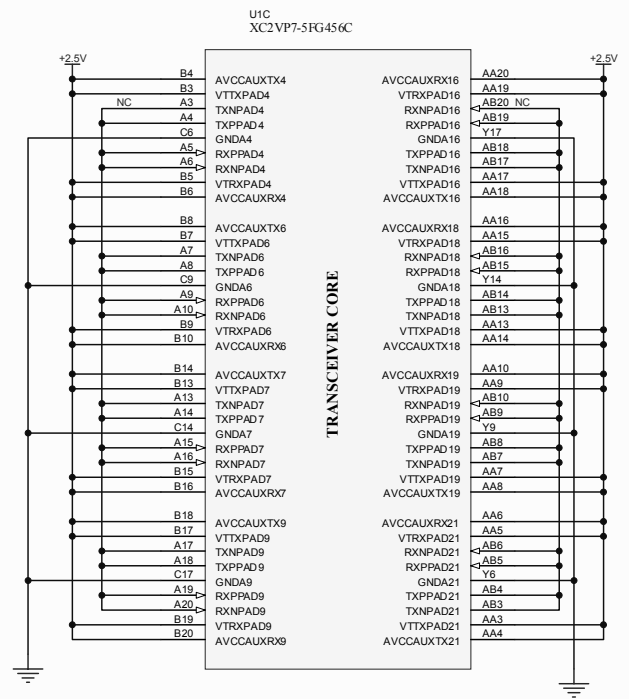 U1C
XC2VP7-5FG456C
+2.5V
+2.5V
B4 AVCCAUXTX4 AVCCAUXRX16 AA20
B3 VTTXPAD4 VTRXPAD16 AA19
NC A3 TXNPAD4 RXNPAD16 AB20 NC
A4 TXPPAD4 RXPPAD16 AB19
C6 GNDA4 GNDA16 Y17
A5 RXPPAD4 TXPPAD16 AB18
A6 RXNPAD4 TXNPAD16 AB17
B5 VTRXPAD4 VTTXPAD16 AA17
B6 AVCCAUXRX4 AVCCAUXTX16 AA18
B8 AVCCAUXTX6 AVCCAUXRX18 AA16
B7 VTTXPAD6 VTRXPAD18 AA15
A7 TXNPAD6 RXNPAD18 AB16
A8 TXPPAD6 RXPPAD18 AB15
C9 GNDA6 GNDA18 Y14
A9 RXPPAD6 TXPPAD18 AB14
A10 RXNPAD6 TXNPAD18 AB13
B9 VTRXPAD6 VTTXPAD18 AA13
B10 AVCCAUXRX6 AVCCAUXTX18 AA14
TRANSCEIVER CORE
B14 AVCCAUXTX7 AVCCAUXRX19 AA10
B13 VTTXPAD7 VTRXPAD19 AA9
A13 TXNPAD7 RXNPAD19 AB10
A14 TXPPAD7 RXPPAD19 AB9
C14 GNDA7 GNDA19 Y9
A15 RXPPAD7 TXPPAD19 AB8
A16 RXNPAD7 TXNPAD19 AB7
B15 VTRXPAD7 VTTXPAD19 AA7
B16 AVCCAUXRX7 AVCCAUXTX19 AA8
B18 AVCCAUXTX9 AVCCAUXRX21 AA6
B17 VTTXPAD9 VTRXPAD21 AA5
A17 TXNPAD9 RXNPAD21 AB6
A18 TXPPAD9 RXPPAD21 AB5
C17 GNDA9 GNDA21 Y6
A19 RXPPAD9 TXPPAD21 AB4
A20 RXNPAD9 TXNPAD21 AB3
B19 VTRXPAD9 VTTXPAD21 AA3
B20 AVCCAUXRX9 AVCCAUXTX21 AA4